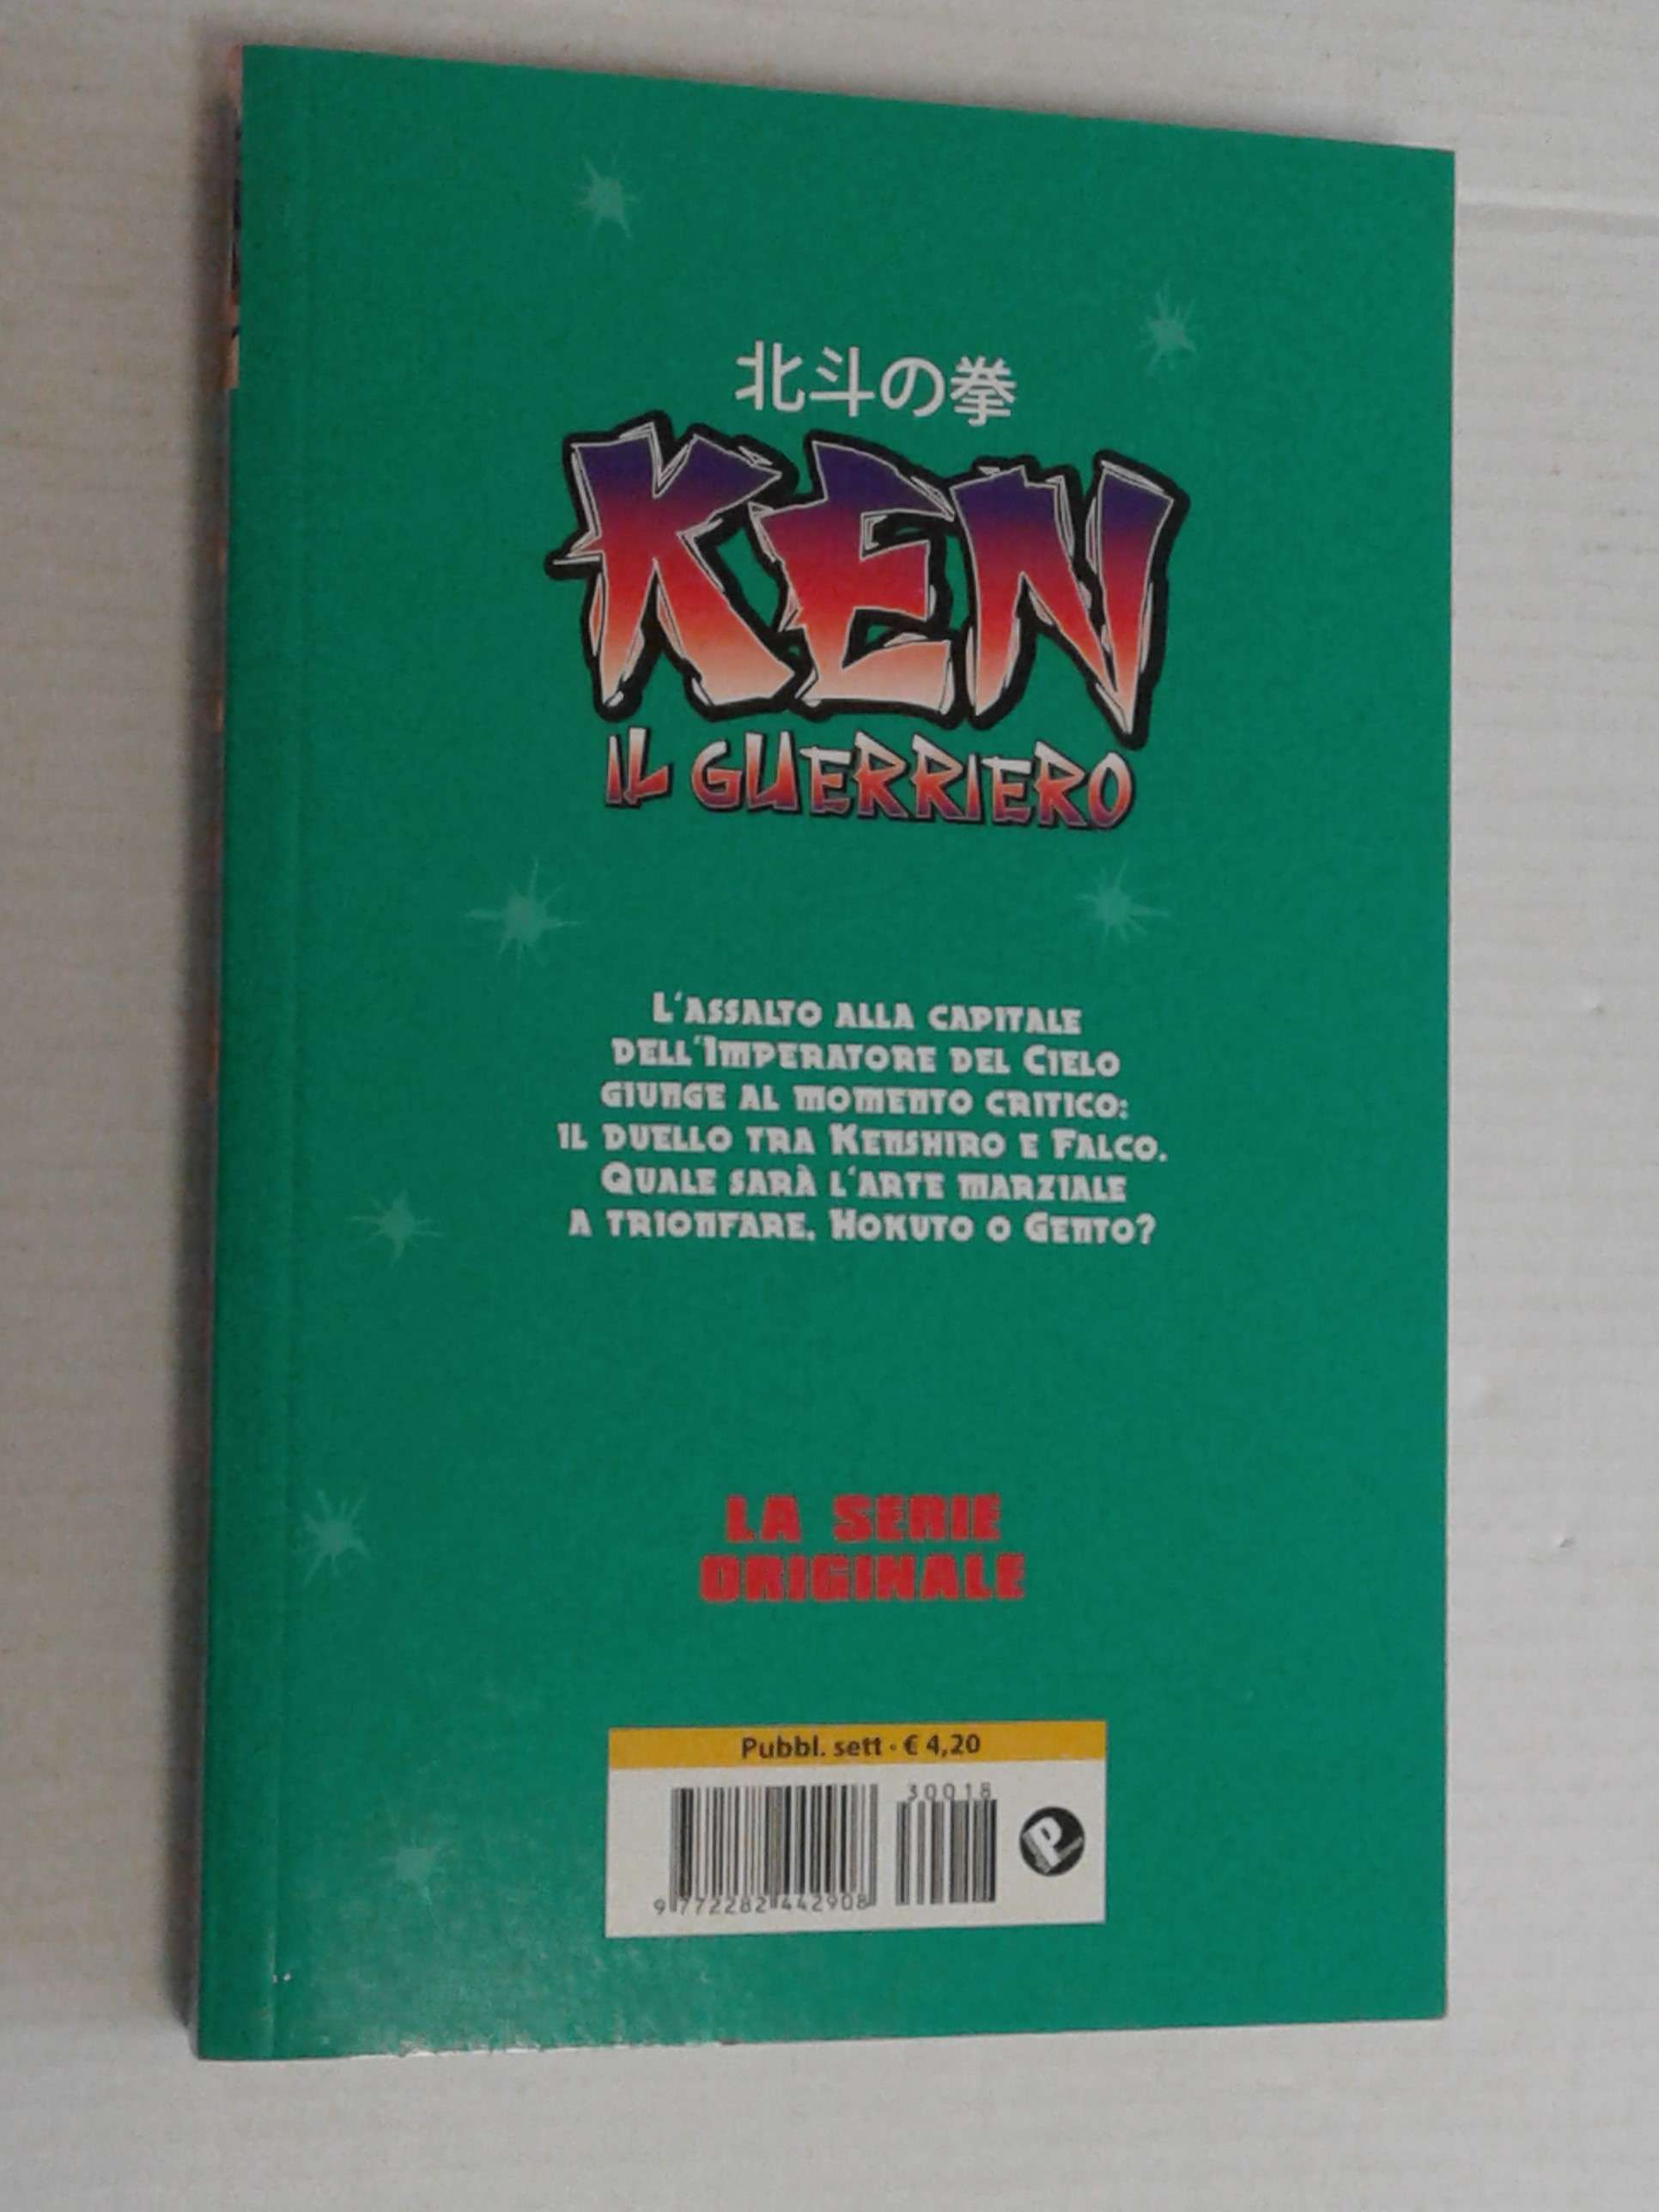 北斗の拳
KEN
IL GUERRIERO
L'ASSALTO ALLA CAPITALE
DELL'IMPERATORE DEL CIELO
GIUNGE AL MOMENTO CRITICO:
IL DUELLO TRA KENSHIRO E FALCO.
QUALE SARÀ L'ARTE MARZIALE
A TRIONFARE, HOKUTO O GENTO?
LA SERIE
ORIGINALE
Pubbl. sett · € 4,20
30018
9 772282 442908
P